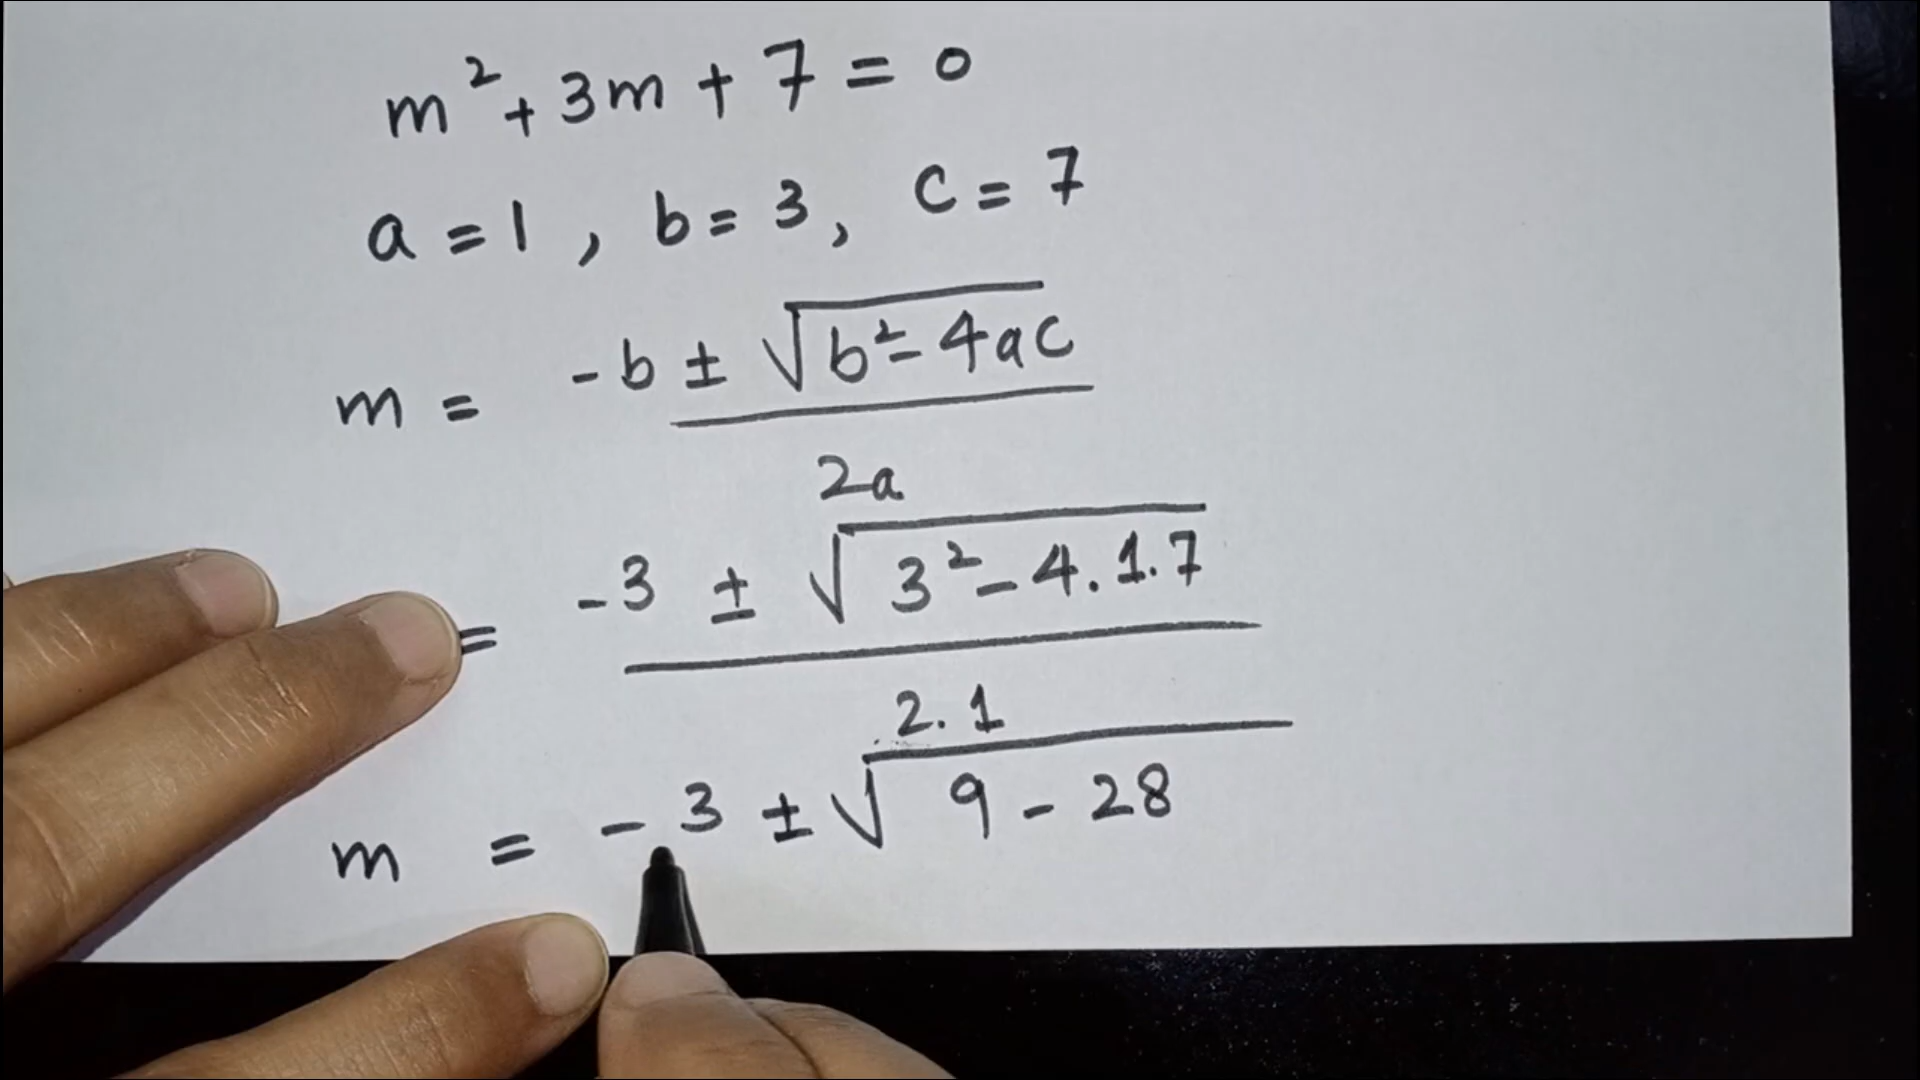 m² + 3m + 7 = 0
a = 1 , b = 3 , c = 7
m = -b ± √b² - 4ac
2a
= -3 ± √3² - 4.1.7
2.1
m = -3 ± √9 - 28